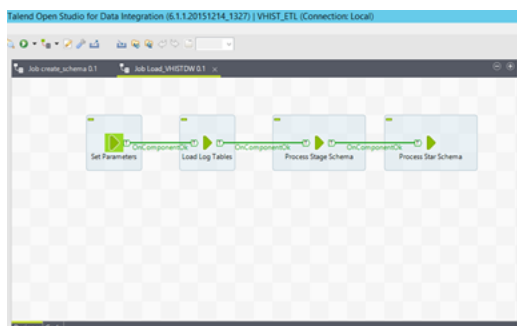 Talend Open Studio for Data Integration (6.1.1.20151214_1327) | VHIST_ETL (Connection: Local)
Job create_schema 0.1
Job Load_VHISTDW 0.1
OnComponentOk
OnComponentOk
OnComponentOk
Set Parameters
Load Log Tables
Process Stage Schema
Process Star Schema